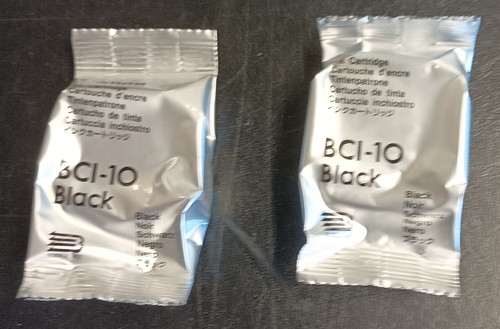 Cartouche d'encre
Tintenpatrone
Cartucho de tinta
Cartuccia inchiostro
インクカートリッジ
BCI-10
Black
Black
Noir
Schwarz
Negro
Nero
Cartridge
Cartouche d'encre
Tintenpatrone
Cartucho de tinta
Cartuccia inchiostro
インクカートリッジ
BCI-10
Black
Black
Noir
Schwarz
Negro
Nero
ブラック